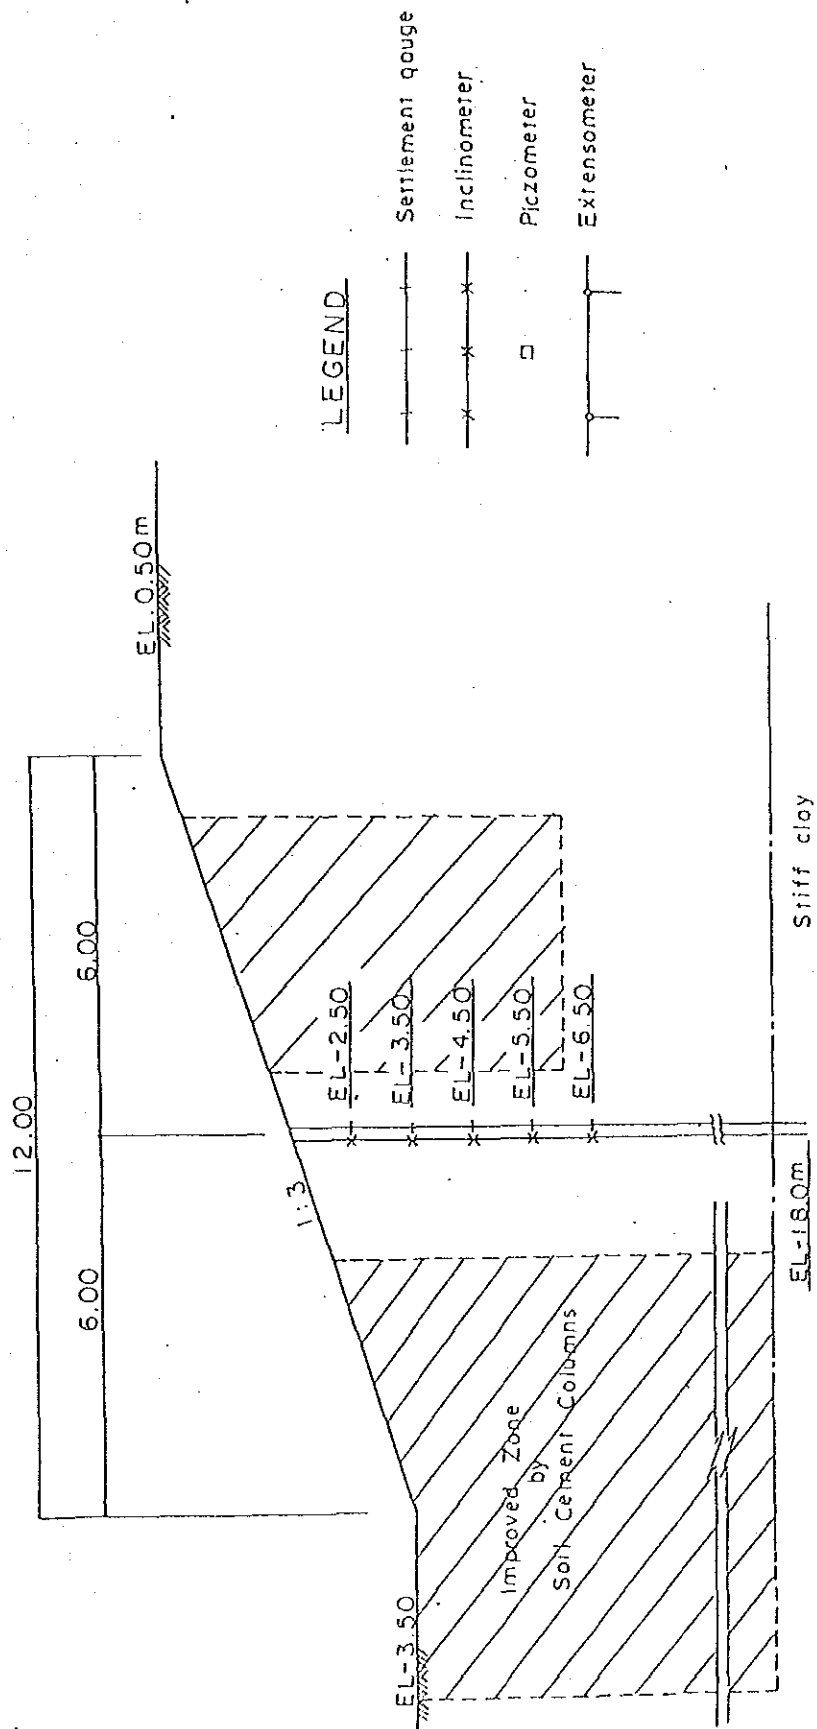 12.00
6.00
6.00
EL.0.50m
EL-3.50
1:3
EL-2.50
EL-3.50
EL-4.50
EL-5.50
EL-6.50
Improved Zone
by
Soil Cement Columns
EL-18.0m
Stiff clay
LEGEND
Settlement gouge
Inclinometer
Piczometer
Extensometer